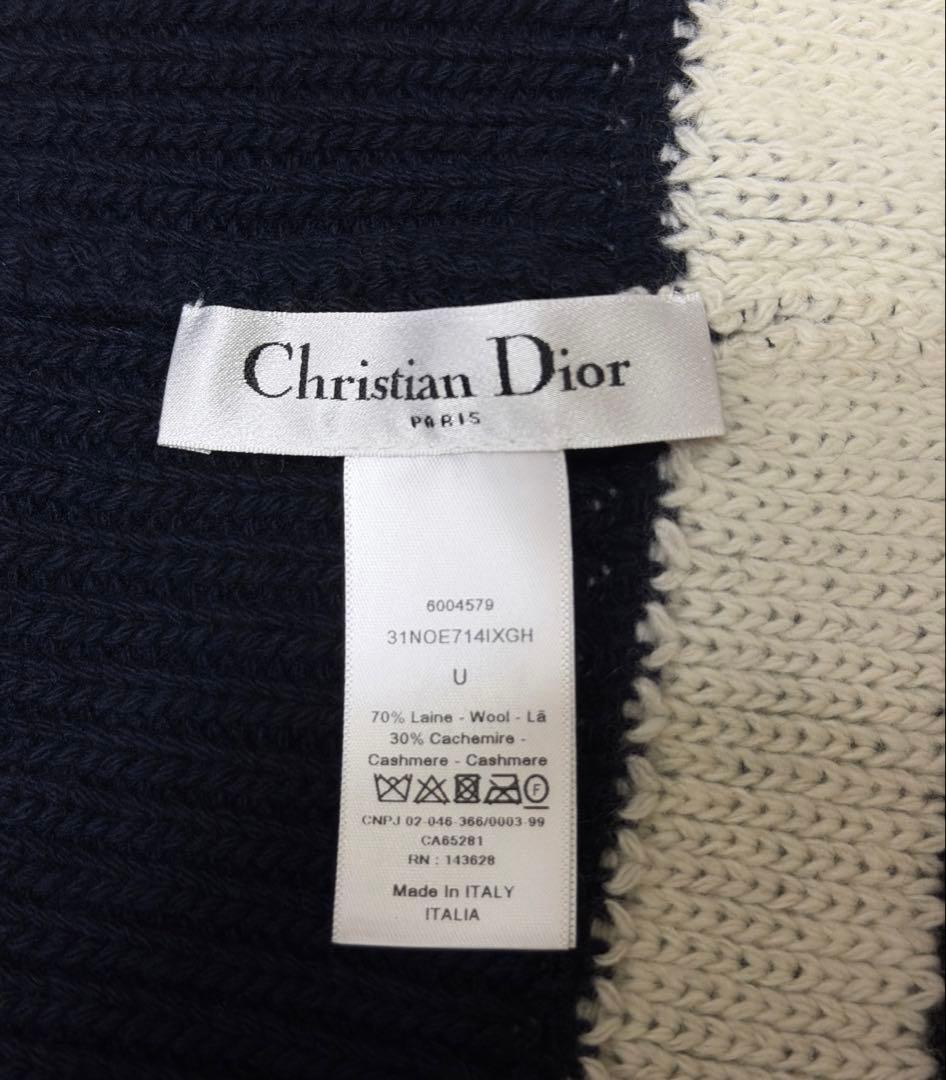 Christian Dior
PARIS
6004579
31NOE714IXGH
U
70% Laine - Wool - Lã
30% Cachemire -
Cashmere - Cashmere
F
CNPJ 02-046-366/0003-99
CA65281
RN : 143628
Made In ITALY
ITALIA